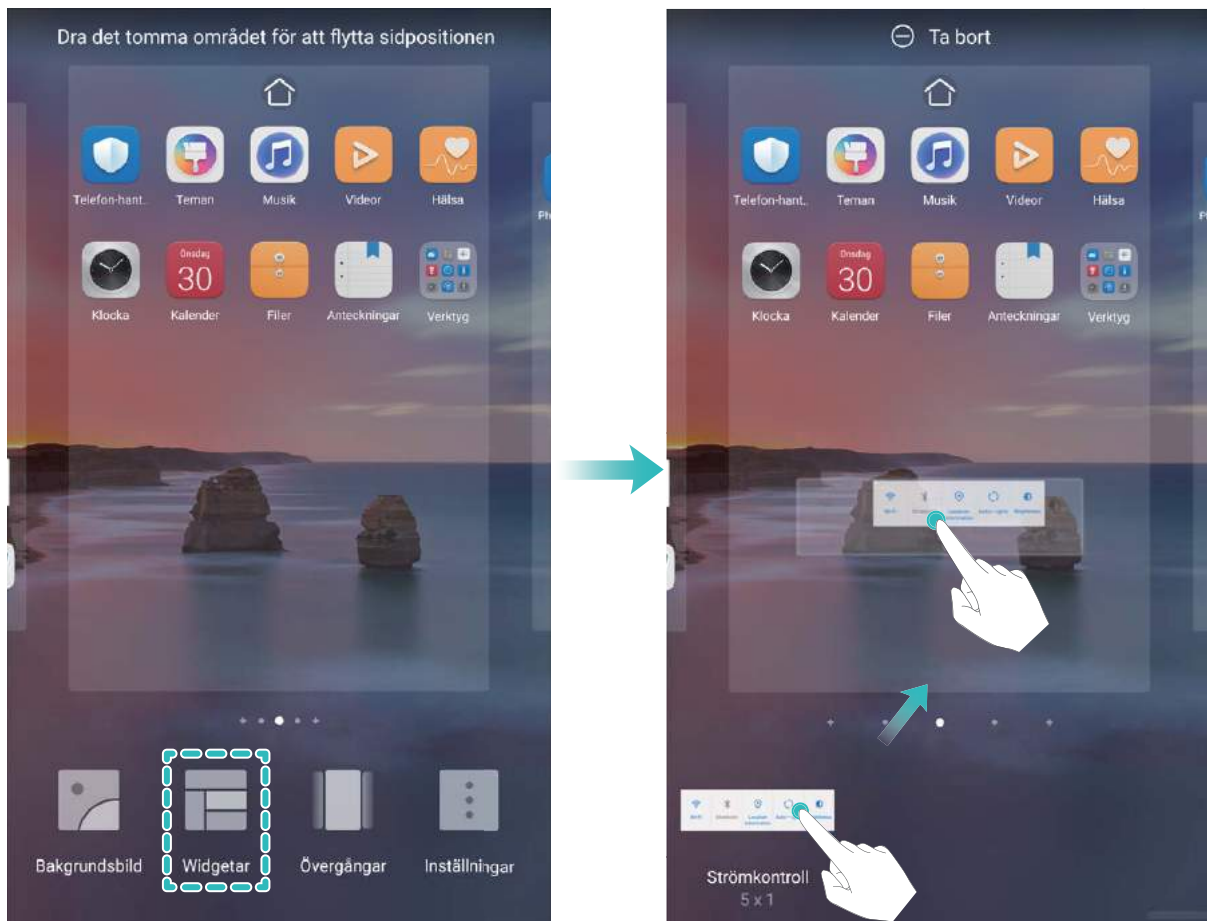 Dra det tomma området för att flytta sidpositionen
Telefon-hant.. Teman Musik Videor Hälsa
Onsdag
30
Klocka Kalender Filer Anteckningar Verktyg
Bakgrundsbild Widgetar Övergångar Inställningar
Ta bort
Telefon-hant.. Teman Musik Videor Hälsa
Onsdag
30
Klocka Kalender Filer Anteckningar Verktyg
Strömkontroll
5 x 1